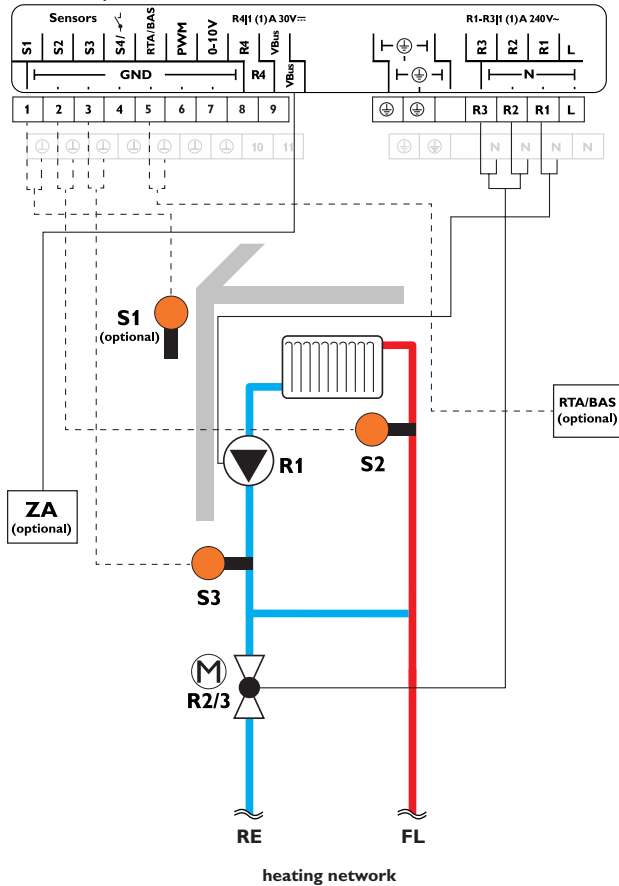 Sensors R4|1 (1) A 30V⎓ R1-R3|1 (1) A 240V~
S1 S2 S3 S4/ RTA/BAS PWM 0-10V R4 VBus R3 R2 R1 L
GND R4 VBus N
1 2 3 4 5 6 7 8 9 R3 R2 R1 L
10 11 N N N N
S1
(optional)
RTA/BAS
(optional)
R1
S2
ZA
(optional)
S3
M
R2/3
RE FL
heating network